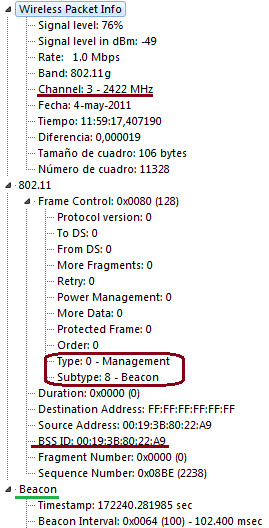 Wireless Packet Info
Signal level: 76%
Signal level in dBm: -49
Rate: 1.0 Mbps
Band: 802.11g
Channel: 3 - 2422 MHz
Fecha: 4-may-2011
Tiempo: 11:59:17,407190
Diferencia: 0,000019
Tamaño de cuadro: 106 bytes
Número de cuadro: 11328
802.11
Frame Control: 0x0080 (128)
Protocol version: 0
To DS: 0
From DS: 0
More Fragments: 0
Retry: 0
Power Management: 0
More Data: 0
Protected Frame: 0
Order: 0
Type: 0 - Management
Subtype: 8 - Beacon
Duration: 0x0000 (0)
Destination Address: FF:FF:FF:FF:FF:FF
Source Address: 00:19:3B:80:22:A9
BSS ID: 00:19:3B:80:22:A9
Fragment Number: 0x0000 (0)
Sequence Number: 0x08BE (2238)
Beacon
Timestamp: 172240.281985 sec
Beacon Interval: 0x0064 (100) - 102.400 msec